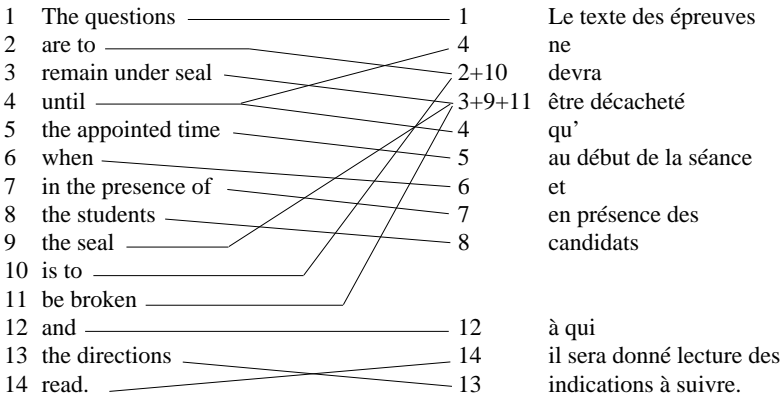 1 The questions 1 Le texte des épreuves
2 are to 4 ne
3 remain under seal 2+10 devra
4 until 3+9+11 être décacheté
5 the appointed time 4 qu’
6 when 5 au début de la séance
7 in the presence of 6 et
8 the students 7 en présence des
9 the seal 8 candidats
10 is to
11 be broken
12 and 12 à qui
13 the directions 14 il sera donné lecture des
14 read. 13 indications à suivre.